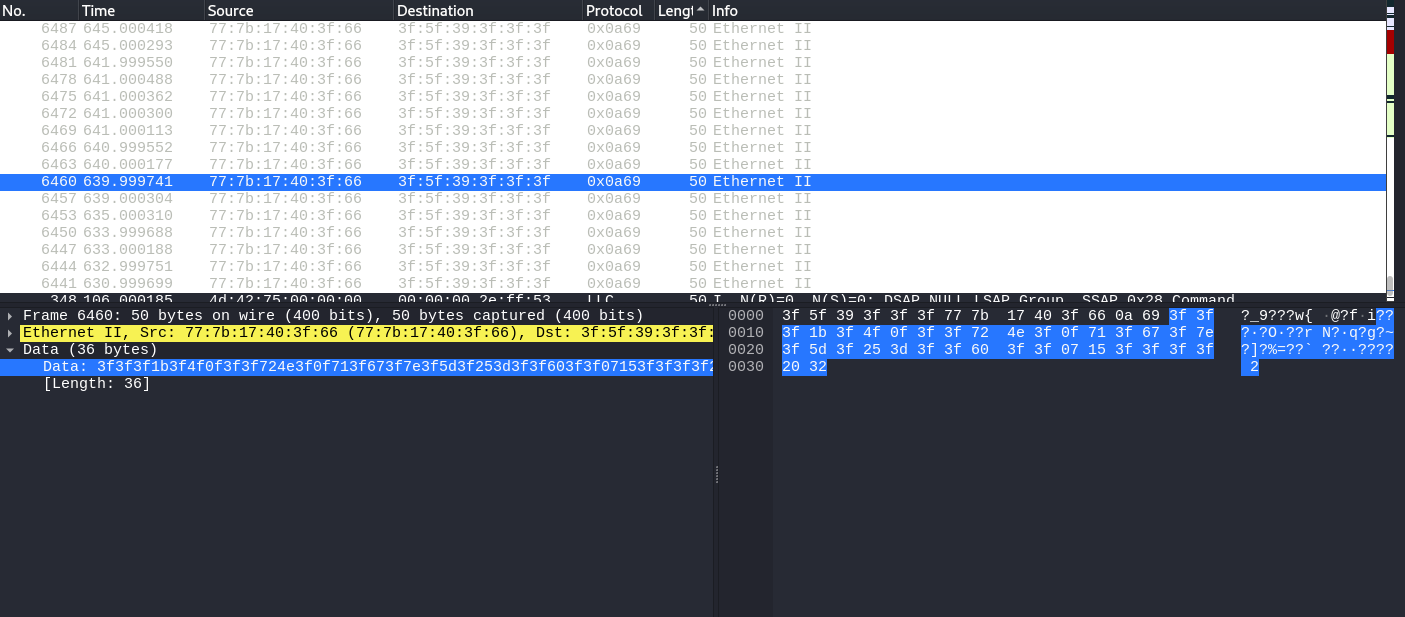 No. Time Source Destination Protocol Lengt Info
6487 645.000418 77:7b:17:40:3f:66 3f:5f:39:3f:3f:3f 0x0a69 50 Ethernet II
6484 645.000293 77:7b:17:40:3f:66 3f:5f:39:3f:3f:3f 0x0a69 50 Ethernet II
6481 641.999550 77:7b:17:40:3f:66 3f:5f:39:3f:3f:3f 0x0a69 50 Ethernet II
6478 641.000488 77:7b:17:40:3f:66 3f:5f:39:3f:3f:3f 0x0a69 50 Ethernet II
6475 641.000362 77:7b:17:40:3f:66 3f:5f:39:3f:3f:3f 0x0a69 50 Ethernet II
6472 641.000300 77:7b:17:40:3f:66 3f:5f:39:3f:3f:3f 0x0a69 50 Ethernet II
6469 641.000113 77:7b:17:40:3f:66 3f:5f:39:3f:3f:3f 0x0a69 50 Ethernet II
6466 640.999552 77:7b:17:40:3f:66 3f:5f:39:3f:3f:3f 0x0a69 50 Ethernet II
6463 640.000177 77:7b:17:40:3f:66 3f:5f:39:3f:3f:3f 0x0a69 50 Ethernet II
6460 639.999741 77:7b:17:40:3f:66 3f:5f:39:3f:3f:3f 0x0a69 50 Ethernet II
6457 639.000304 77:7b:17:40:3f:66 3f:5f:39:3f:3f:3f 0x0a69 50 Ethernet II
6453 635.000310 77:7b:17:40:3f:66 3f:5f:39:3f:3f:3f 0x0a69 50 Ethernet II
6450 633.999688 77:7b:17:40:3f:66 3f:5f:39:3f:3f:3f 0x0a69 50 Ethernet II
6447 633.000188 77:7b:17:40:3f:66 3f:5f:39:3f:3f:3f 0x0a69 50 Ethernet II
6444 632.999751 77:7b:17:40:3f:66 3f:5f:39:3f:3f:3f 0x0a69 50 Ethernet II
6441 630.999699 77:7b:17:40:3f:66 3f:5f:39:3f:3f:3f 0x0a69 50 Ethernet II
348 106.000185 4d:42:75:00:00:00 00:00:00_2e:ff:53 LLC 50 I, N(R)=0, N(S)=0; DSAP NULL LSAP Group, SSAP 0x28 Command
Frame 6460: 50 bytes on wire (400 bits), 50 bytes captured (400 bits)
Ethernet II, Src: 77:7b:17:40:3f:66 (77:7b:17:40:3f:66), Dst: 3f:5f:39:3f:3f:
Data (36 bytes)
Data: 3f3f3f1b3f4f0f3f3f724e3f0f713f673f7e3f5d3f253d3f3f603f3f07153f3f3f3f2
[Length: 36]
0000 3f 5f 39 3f 3f 3f 77 7b 17 40 3f 66 0a 69 3f 3f ?_9???w{ ·@?f·i??
0010 3f 1b 3f 4f 0f 3f 3f 72 4e 3f 0f 71 3f 67 3f 7e ?·?O·??r N?·q?g?~
0020 3f 5d 3f 25 3d 3f 3f 60 3f 3f 07 15 3f 3f 3f 3f ?]?%=??` ??··????
0030 20 32 2